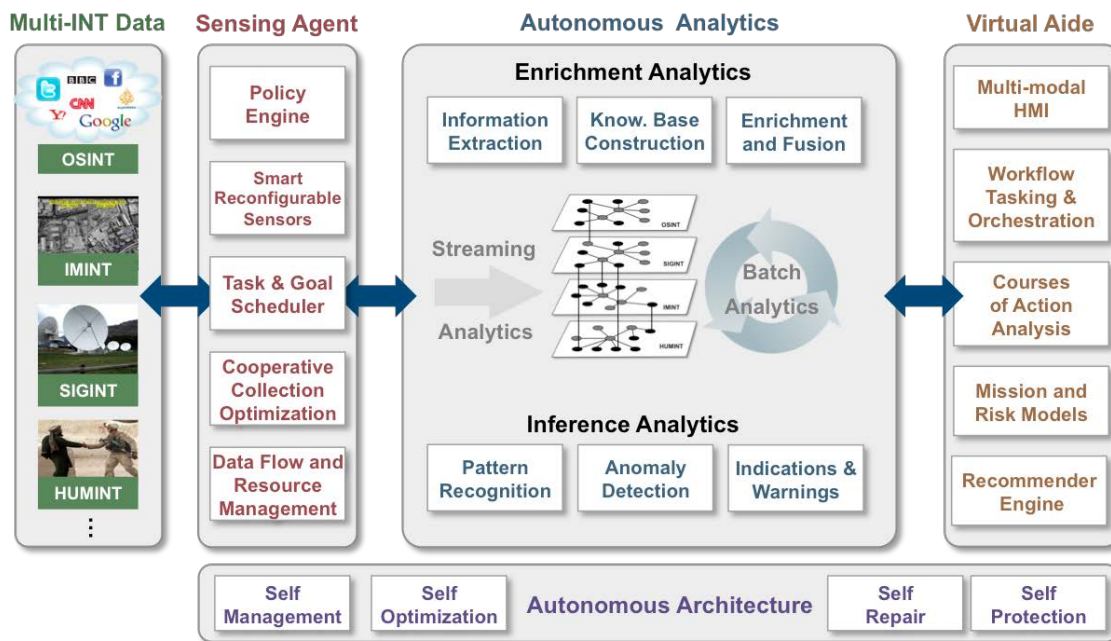 Multi-INT Data
Sensing Agent
Autonomous Analytics
Virtual Aide
BBC
CNN
Y!
Google
OSINT
IMINT
SIGINT
HUMINT
⋮
Policy
Engine
Smart
Reconfigurable
Sensors
Task & Goal
Scheduler
Cooperative
Collection
Optimization
Data Flow and
Resource
Management
Enrichment Analytics
Information
Extraction
Know. Base
Construction
Enrichment
and Fusion
Streaming
Analytics
OSINT
SIGINT
IMINT
HUMINT
Batch
Analytics
Inference Analytics
Pattern
Recognition
Anomaly
Detection
Indications &
Warnings
Multi-modal
HMI
Workflow
Tasking &
Orchestration
Courses
of Action
Analysis
Mission and
Risk Models
Recommender
Engine
Self
Management
Self
Optimization
Autonomous Architecture
Self
Repair
Self
Protection